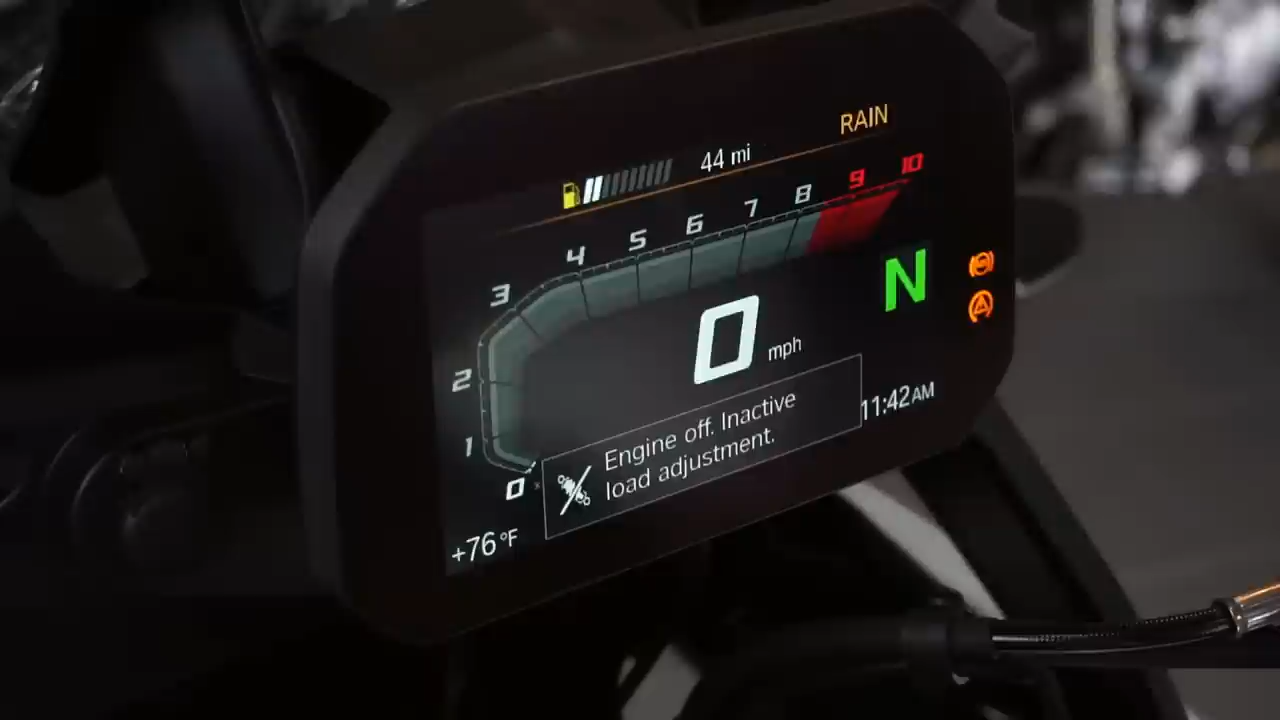 RAIN
44 mi
10
9
8
7
6
5
4
3
2
1
0
N
0 mph
Engine off. Inactive
load adjustment.
11:42AM
+76°F